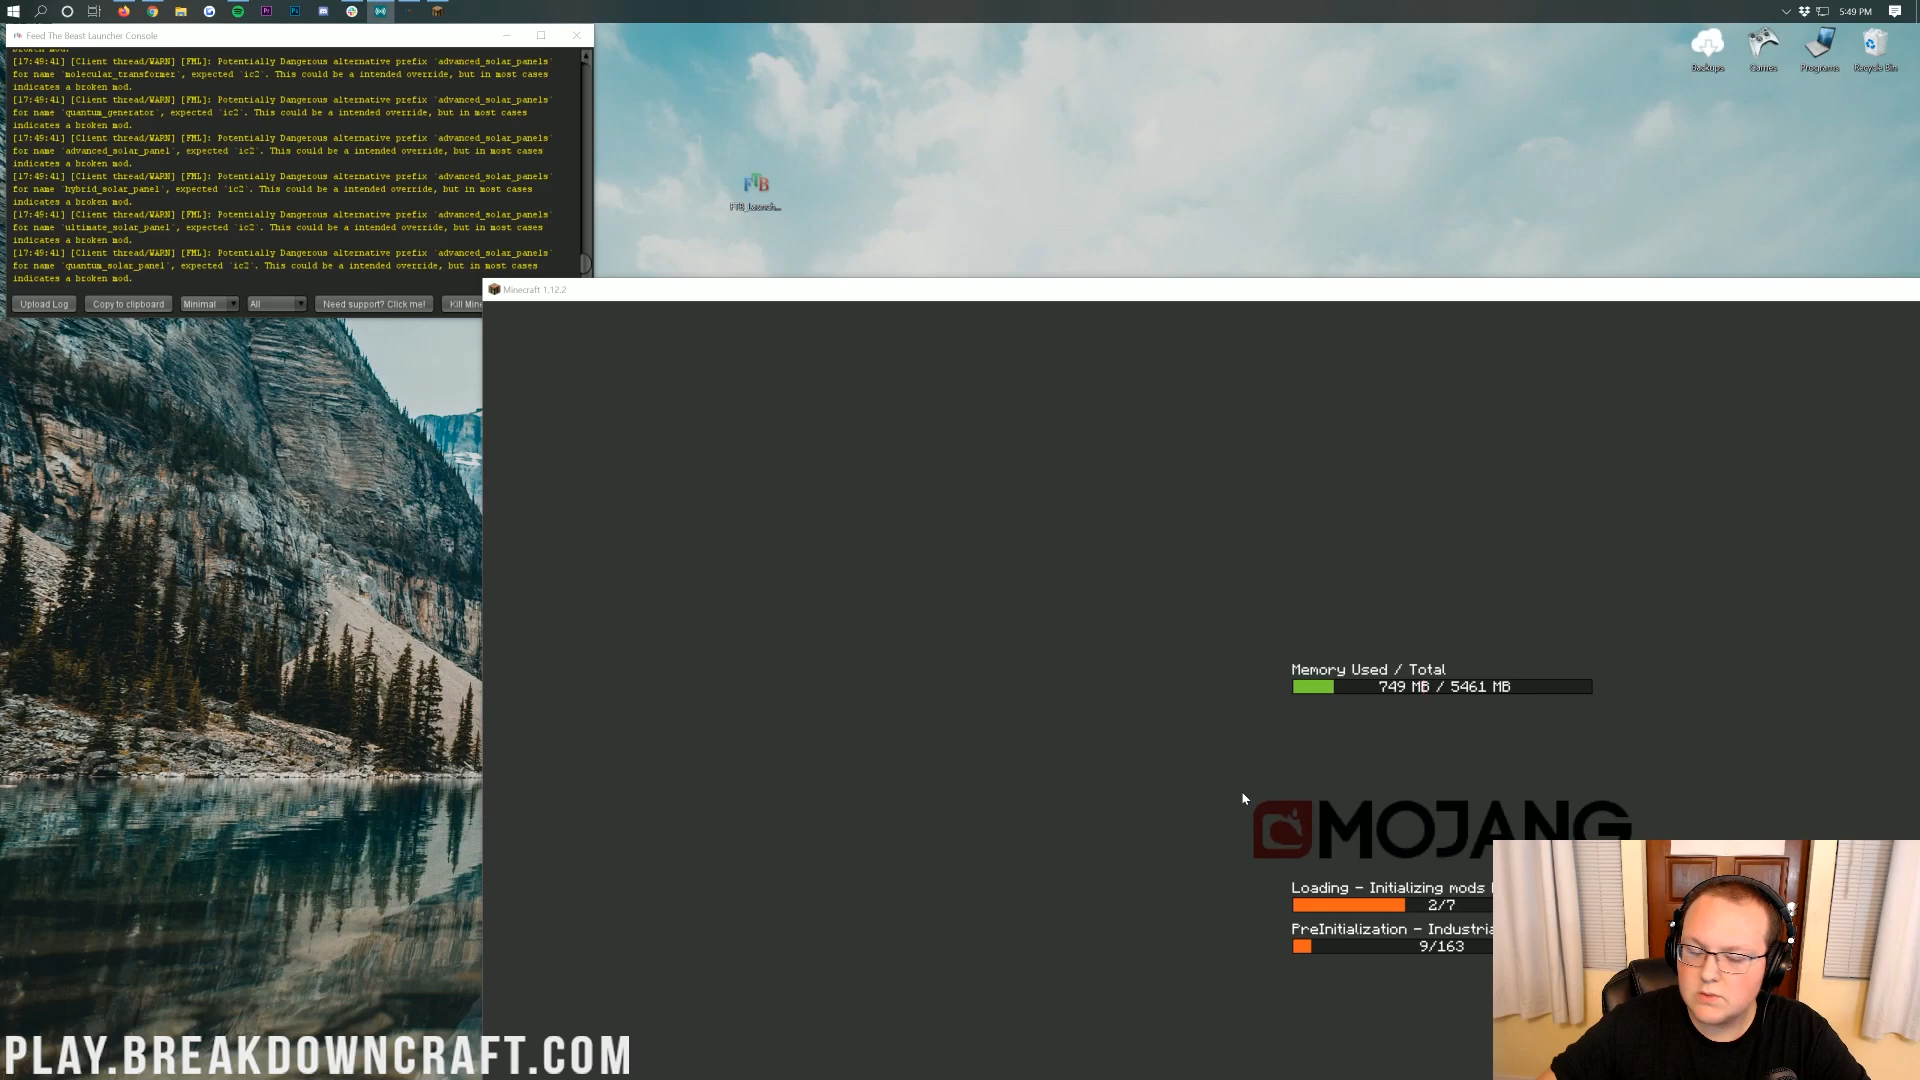 5:49 PM
Feed The Beast Launcher Console
broken mod.
[17:49:41] [Client thread/WARN] [FML]: Potentially Dangerous alternative prefix `advanced_solar_panels`
for name `molecular_transformer`, expected `ic2`. This could be a intended override, but in most cases
indicates a broken mod.
[17:49:41] [Client thread/WARN] [FML]: Potentially Dangerous alternative prefix `advanced_solar_panels`
for name `quantum_generator`, expected `ic2`. This could be a intended override, but in most cases
indicates a broken mod.
[17:49:41] [Client thread/WARN] [FML]: Potentially Dangerous alternative prefix `advanced_solar_panels`
for name `advanced_solar_panel`, expected `ic2`. This could be a intended override, but in most cases
indicates a broken mod.
[17:49:41] [Client thread/WARN] [FML]: Potentially Dangerous alternative prefix `advanced_solar_panels`
for name `hybrid_solar_panel`, expected `ic2`. This could be a intended override, but in most cases
indicates a broken mod.
[17:49:41] [Client thread/WARN] [FML]: Potentially Dangerous alternative prefix `advanced_solar_panels`
for name `ultimate_solar_panel`, expected `ic2`. This could be a intended override, but in most cases
indicates a broken mod.
[17:49:41] [Client thread/WARN] [FML]: Potentially Dangerous alternative prefix `advanced_solar_panels`
for name `quantum_solar_panel`, expected `ic2`. This could be a intended override, but in most cases
indicates a broken mod.
Upload Log Copy to clipboard Minimal All Need support? Click me! Kill Mine
Backups Games Programs Recycle Bin
FTB
FTB_Launch...
Minecraft 1.12.2
Memory Used / Total
749 MB / 5461 MB
MOJANG
Loading - Initializing mods
2/7
PreInitialization - Industria
9/163
PLAY.BREAKDOWNCRAFT.COM